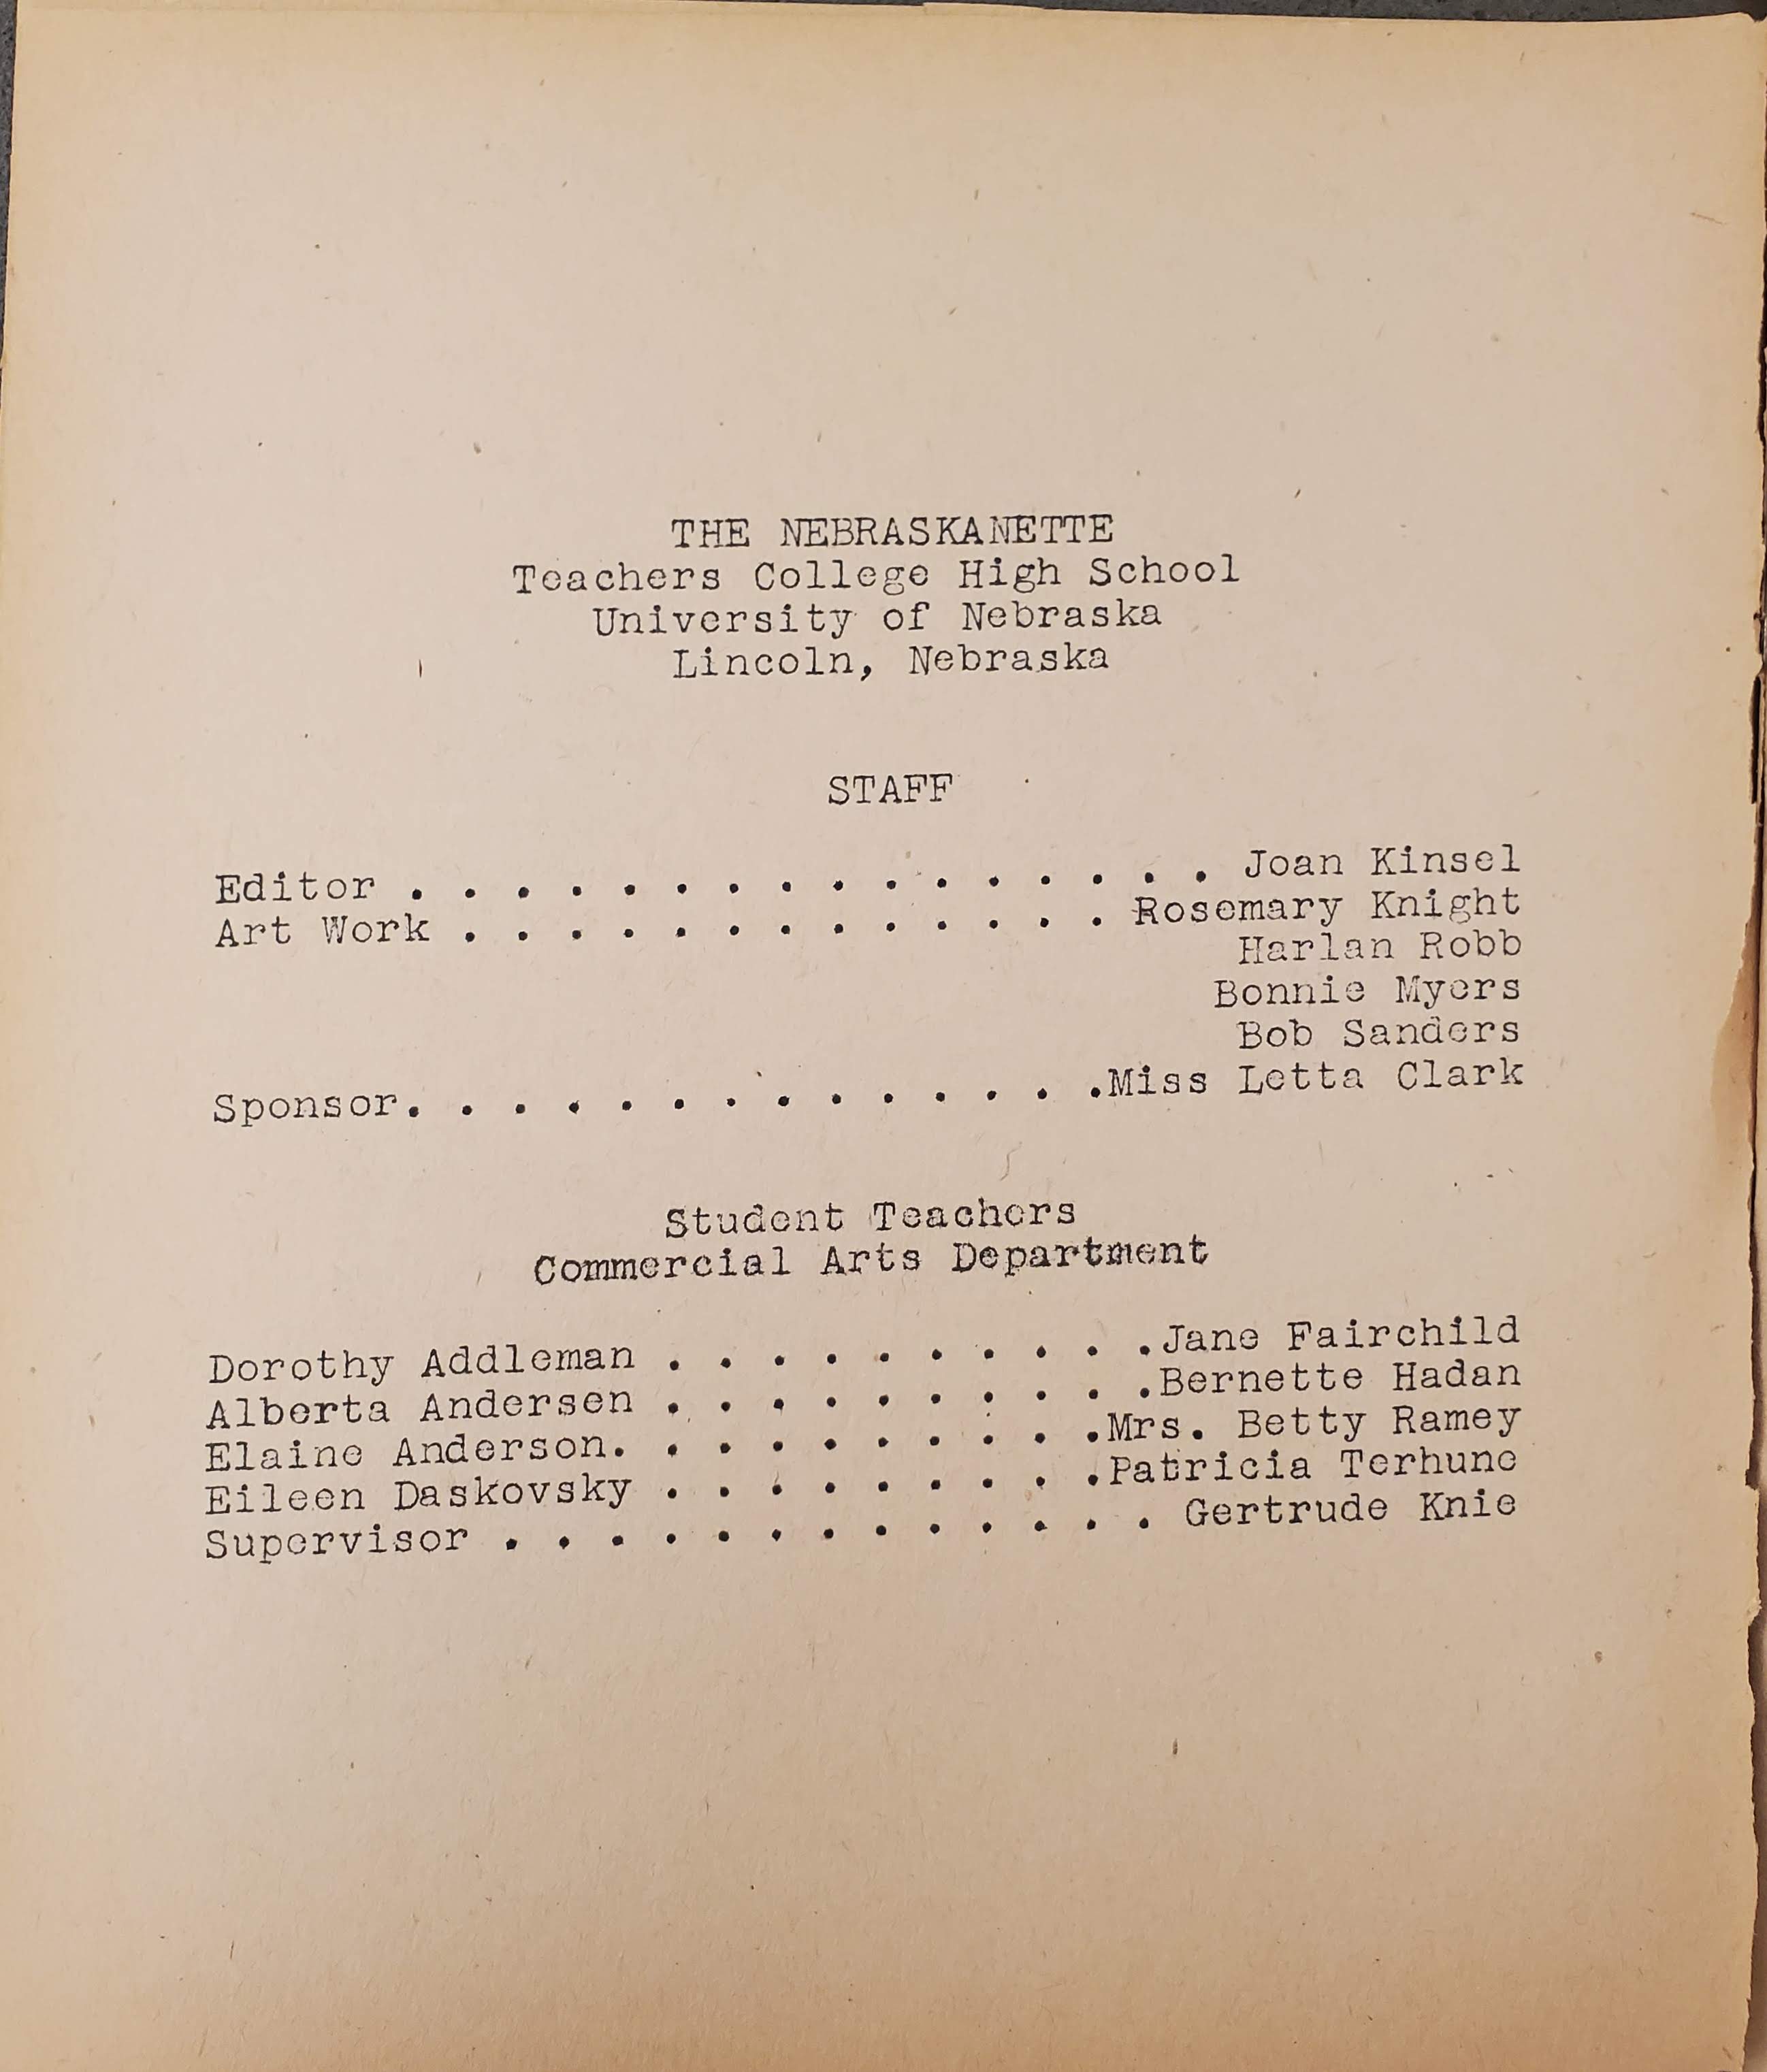 THE NEBRASKANETTE
Teachers College High School
University of Nebraska
Lincoln, Nebraska
STAFF
Editor . . . . . . . . . . . . . . . . Joan Kinsel
Art Work . . . . . . . . . . . . . Rosemary Knight
Harlan Robb
Bonnie Myers
Bob Sanders
Sponsor. . . . . . . . . . . . . .Miss Letta Clark
Student Teachers
Commercial Arts Department
Dorothy Addleman . . . . . . . . . .Jane Fairchild
Alberta Andersen . . . . . . . . . .Bernette Hadan
Elaine Anderson. . . . . . . . . .Mrs. Betty Ramey
Eileen Daskovsky . . . . . . . . .Patricia Terhune
Supervisor . . . . . . . . . . . . . Gertrude Knie